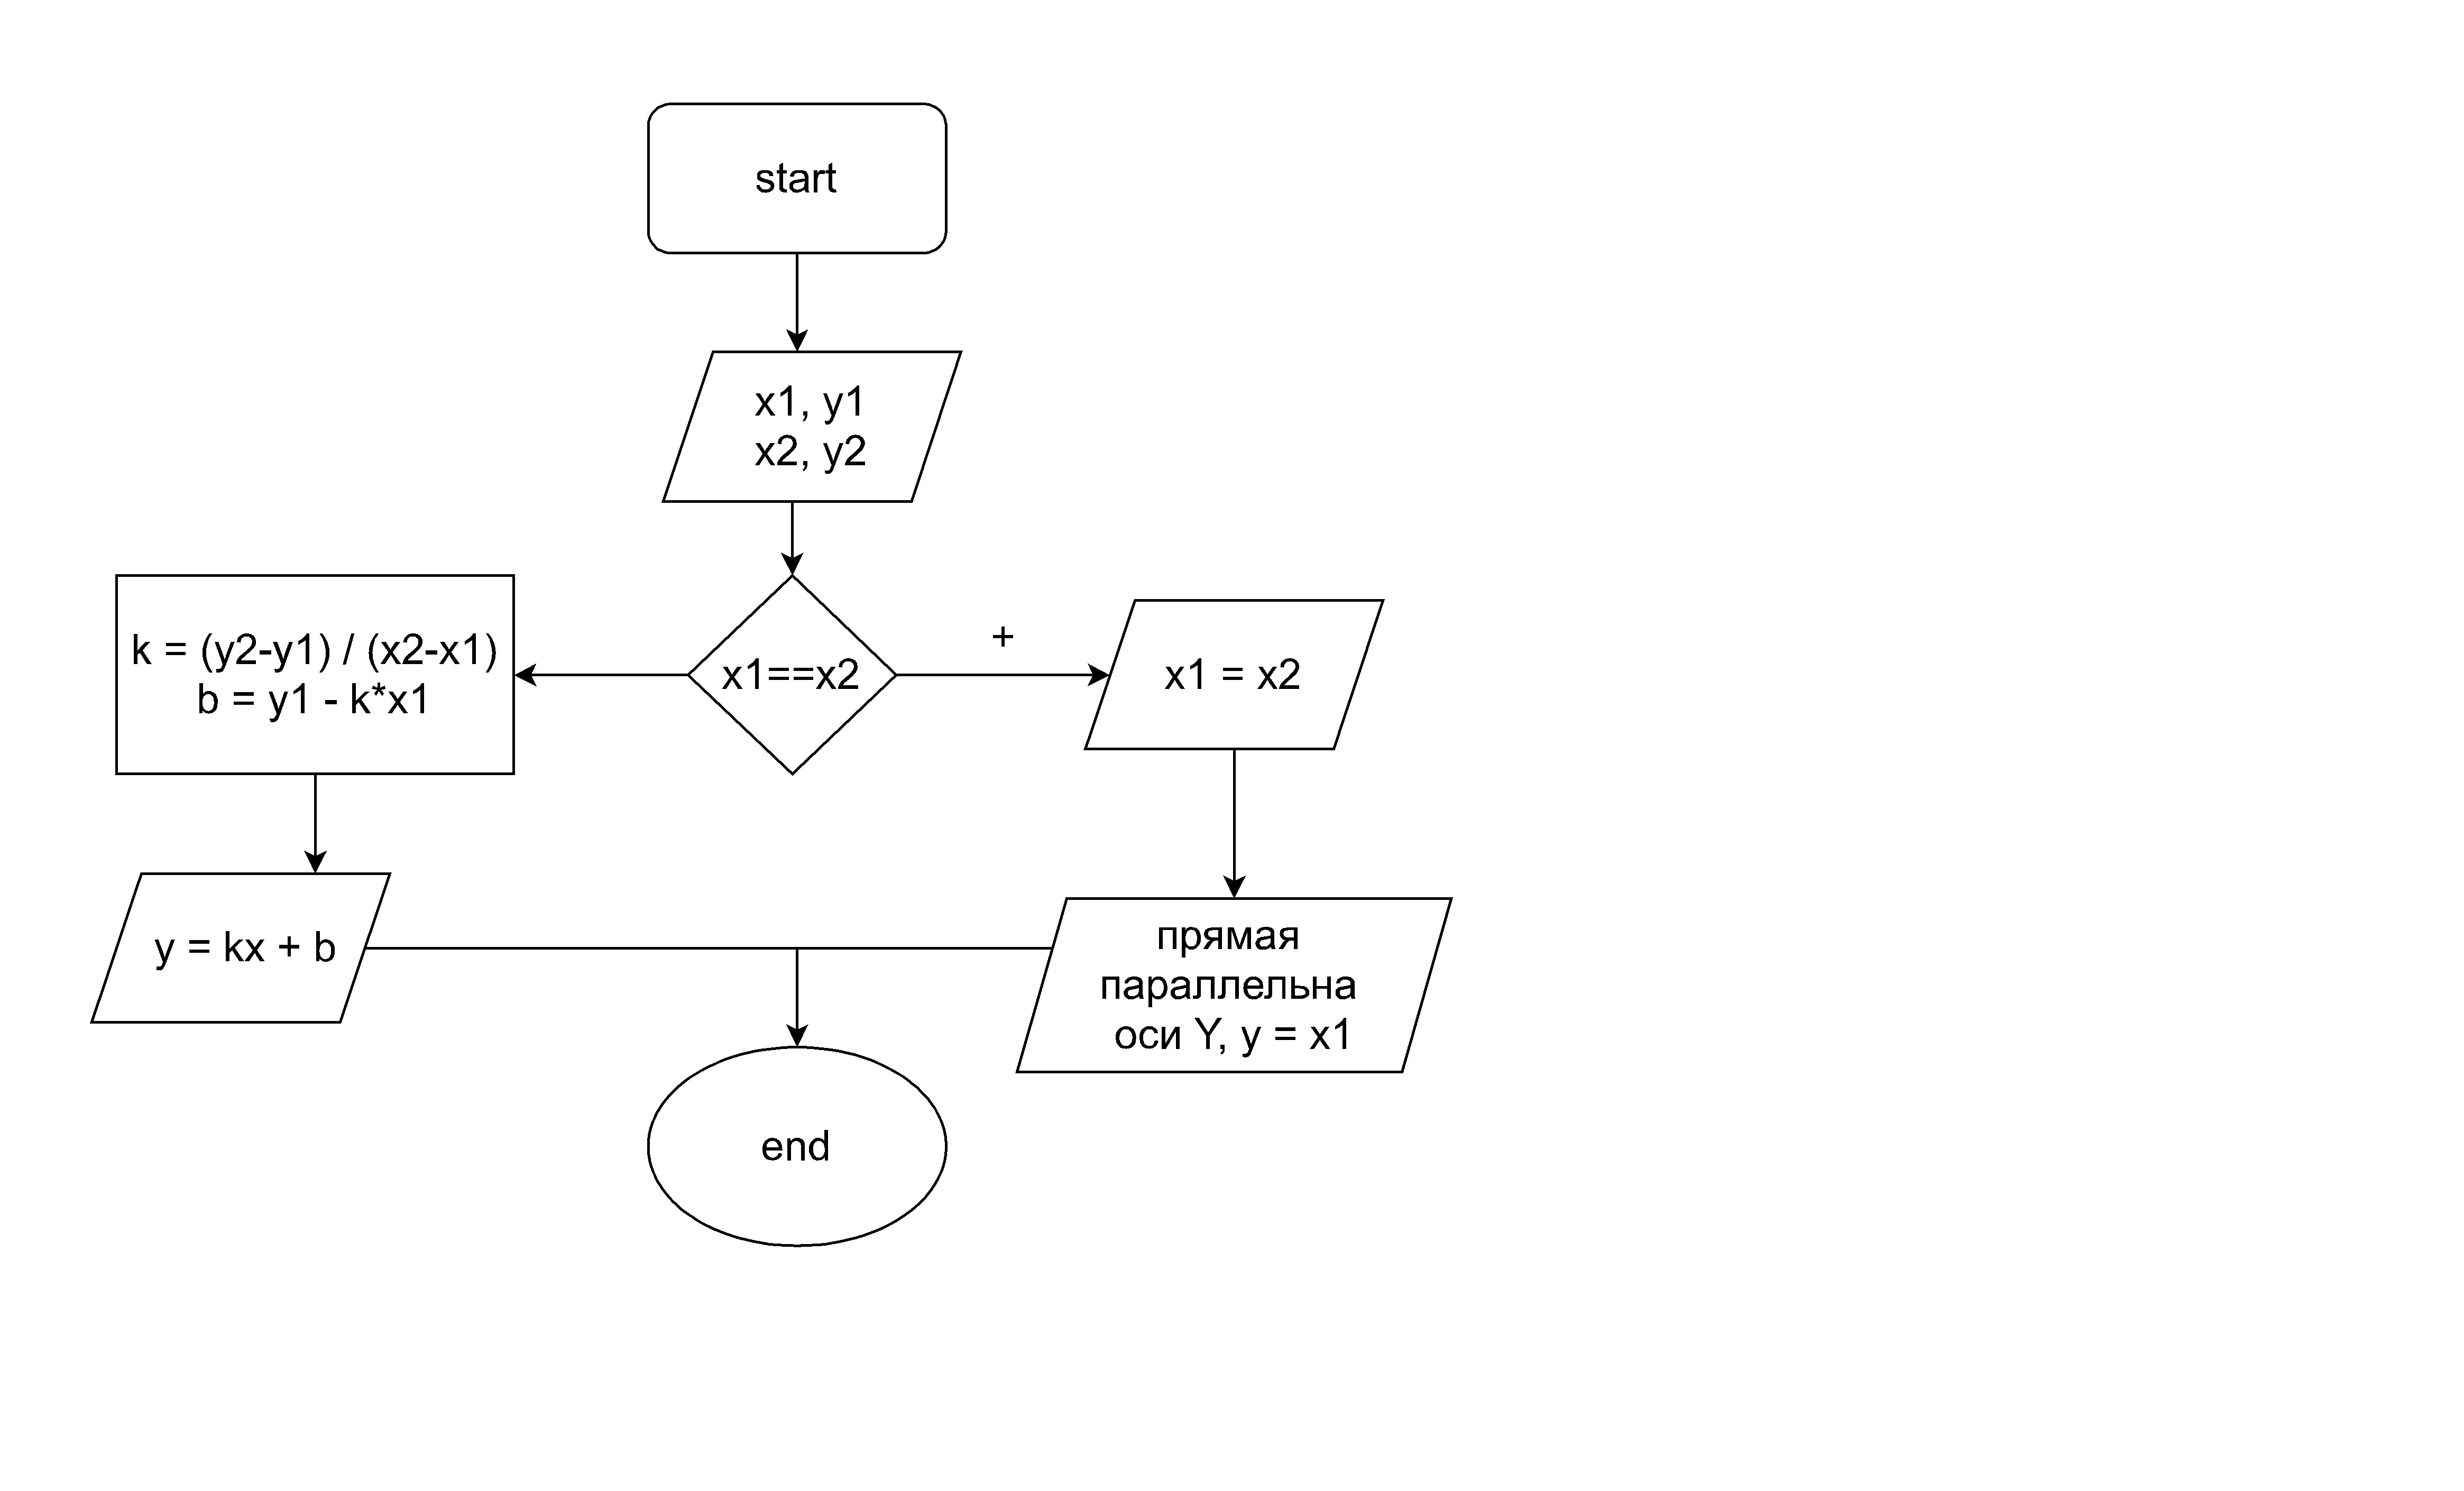 start
x1, y1
x2, y2
k = (y2-y1) / (x2-x1)
b = y1 - k*x1
x1==x2
+
x1 = x2
y = kx + b
прямая
параллельна
оси Y, y = x1
end